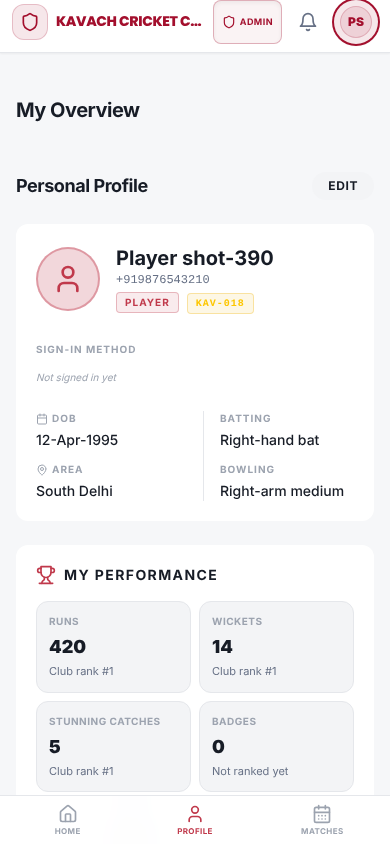 KAVACH CRICKET C...
ADMIN
PS
My Overview
Personal Profile
EDIT
Player shot-390
+919876543210
PLAYER
KAV-018
SIGN-IN METHOD
Not signed in yet
DOB
12-Apr-1995
BATTING
Right-hand bat
AREA
South Delhi
BOWLING
Right-arm medium
MY PERFORMANCE
RUNS
420
Club rank #1
WICKETS
14
Club rank #1
STUNNING CATCHES
5
Club rank #1
BADGES
0
Not ranked yet
HOME
PROFILE
MATCHES